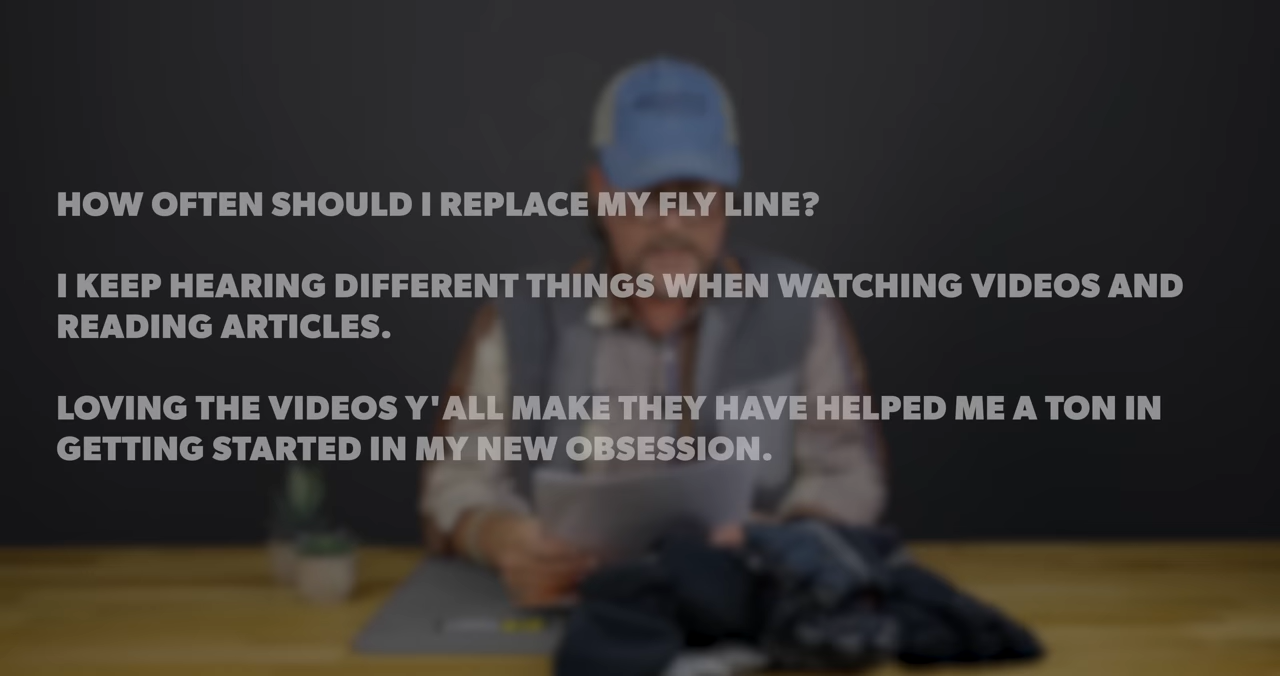 HOW OFTEN SHOULD I REPLACE MY FLY LINE?
I KEEP HEARING DIFFERENT THINGS WHEN WATCHING VIDEOS AND
READING ARTICLES.
LOVING THE VIDEOS Y'ALL MAKE THEY HAVE HELPED ME A TON IN
GETTING STARTED IN MY NEW OBSESSION.